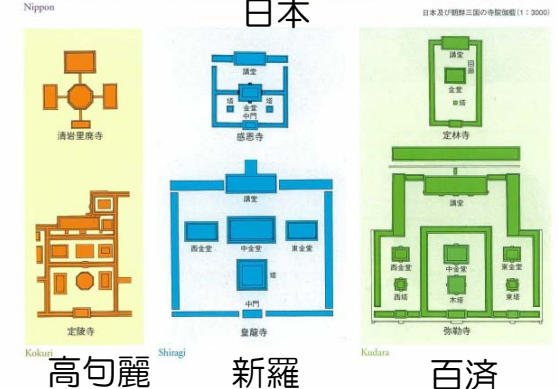 Nippon
日本
日本及び朝鮮三国の寺院伽藍(1:3000)
清岩里廃寺
定陵寺
Kokuri
高句麗
講堂
塔
塔
金堂
中門
感恩寺
講堂
西金堂
中金堂
東金堂
塔
中門
皇龍寺
Shiragi
新羅
講堂
回廊
金堂
塔
定林寺
講堂
西金堂
中金堂
東金堂
西塔
木塔
東塔
弥勒寺
Kudara
百済